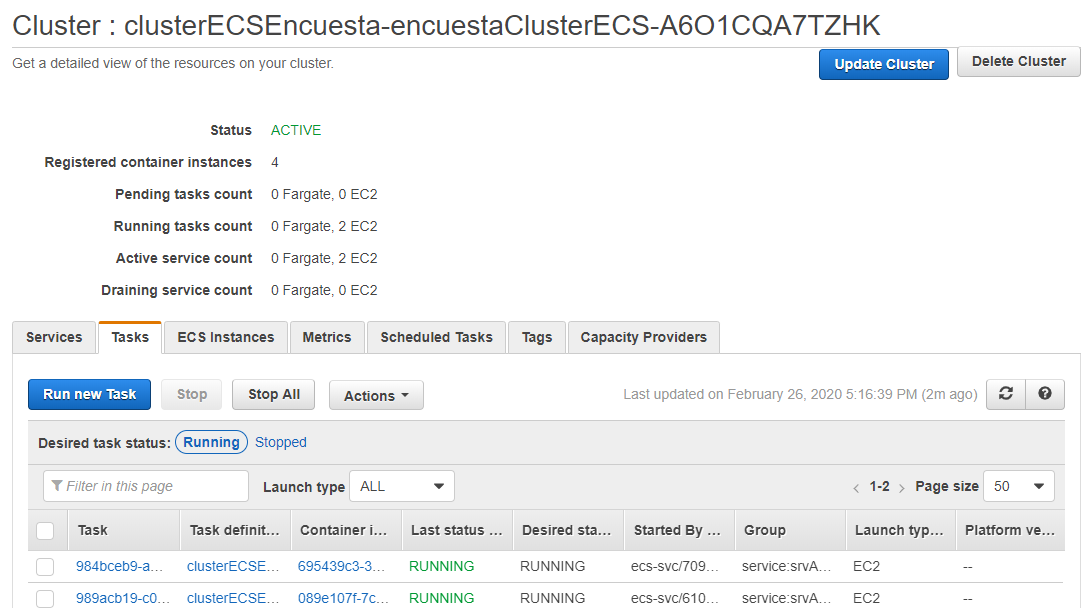 Cluster : clusterECSEncuesta-encuestaClusterECS-A6O1CQA7TZHK
Get a detailed view of the resources on your cluster.
Update Cluster Delete Cluster
Status ACTIVE
Registered container instances 4
Pending tasks count 0 Fargate, 0 EC2
Running tasks count 0 Fargate, 2 EC2
Active service count 0 Fargate, 2 EC2
Draining service count 0 Fargate, 0 EC2
Services Tasks ECS Instances Metrics Scheduled Tasks Tags Capacity Providers
Run new Task Stop Stop All Actions Last updated on February 26, 2020 5:16:39 PM (2m ago)
Desired task status: Running Stopped
Filter in this page Launch type ALL < 1-2 > Page size 50
Task Task definit... Container i... Last status ... Desired sta... Started By ... Group Launch typ... Platform ve...
984bceb9-a... clusterECSE... 695439c3-3... RUNNING RUNNING ecs-svc/709... service:srvA... EC2 --
989acb19-c0... clusterECSE... 089e107f-7c... RUNNING RUNNING ecs-svc/610... service:srvA... EC2 --